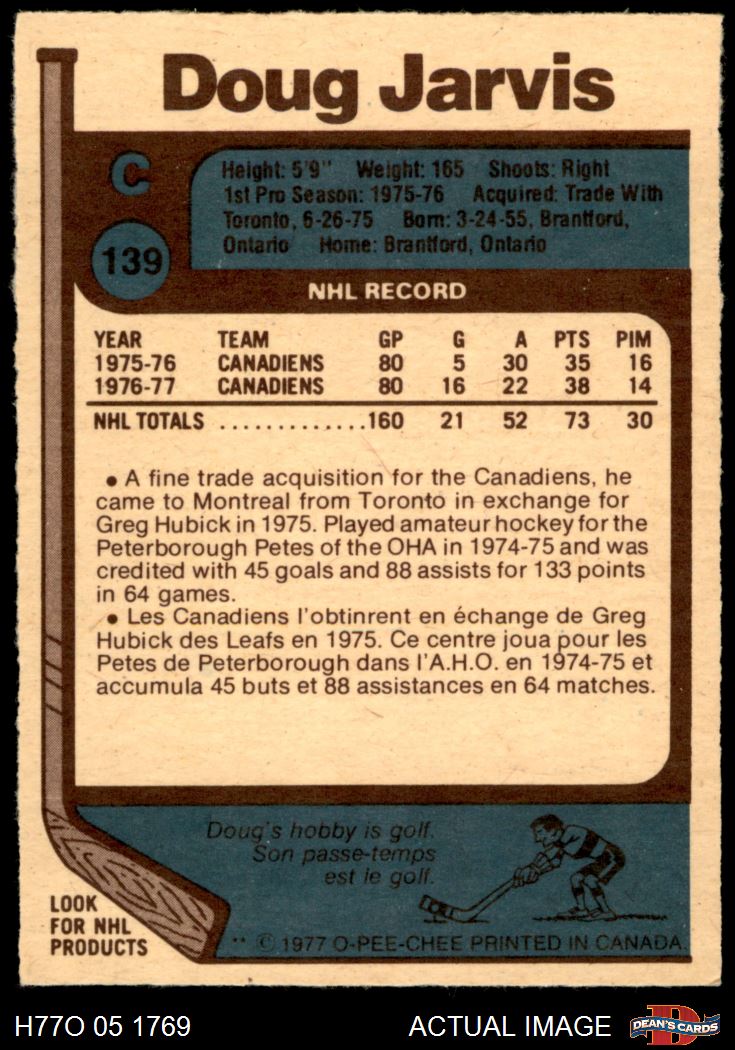 Doug Jarvis
C
139
Height: 5'9" Weight: 165 Shoots: Right
1st Pro Season: 1975-76 Acquired: Trade With
Toronto, 6-26-75 Born: 3-24-55, Brantford,
Ontario Home: Brantford, Ontario
NHL RECORD
YEAR TEAM GP G A PTS PIM
1975-76 CANADIENS 80 5 30 35 16
1976-77 CANADIENS 80 16 22 38 14
NHL TOTALS .............160 21 52 73 30
• A fine trade acquisition for the Canadiens, he
came to Montreal from Toronto in exchange for
Greg Hubick in 1975. Played amateur hockey for the
Peterborough Petes of the OHA in 1974-75 and was
credited with 45 goals and 88 assists for 133 points
in 64 games.
• Les Canadiens l'obtinrent en échange de Greg
Hubick des Leafs en 1975. Ce centre joua pour les
Petes de Peterborough dans l'A.H.O. en 1974-75 et
accumula 45 buts et 88 assistances en 64 matches.
Doug's hobby is golf.
Son passe-temps
est le golf.
LOOK
FOR NHL
PRODUCTS
** © 1977 O-PEE-CHEE PRINTED IN CANADA.
H77O 05 1769 ACTUAL IMAGE
D
DEAN'S CARDS